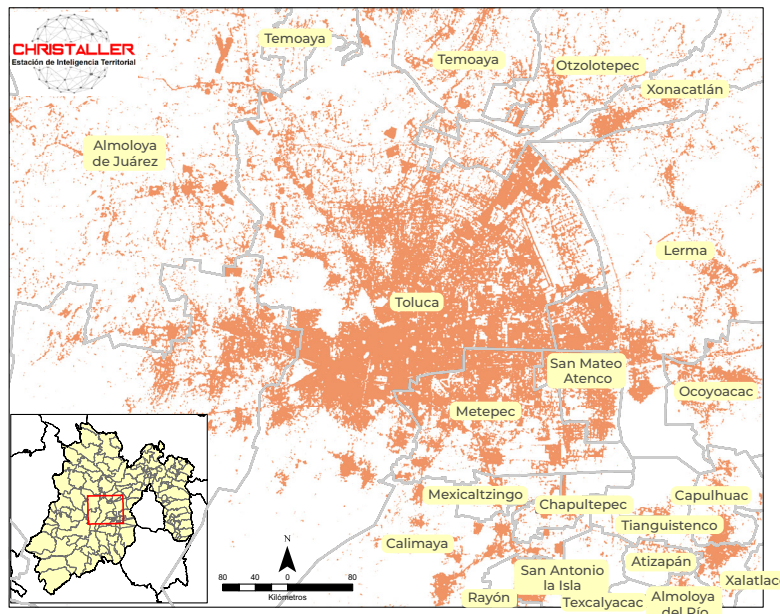 CHRISTALLER
Estación de Inteligencia Territorial
Temoaya
Temoaya
Otzolotepec
Xonacatlán
Almoloya
de Juárez
Lerma
Toluca
San Mateo
Atenco
Ocoyoacac
Metepec
Mexicaltzingo
Chapultepec
Capulhuac
Tianguistenco
Calimaya
Atizapán
San Antonio
la Isla
Xalatlaco
Rayón
Texcalyacac
Almoloya
del Río
N
80 40 0 80
Kilómetros